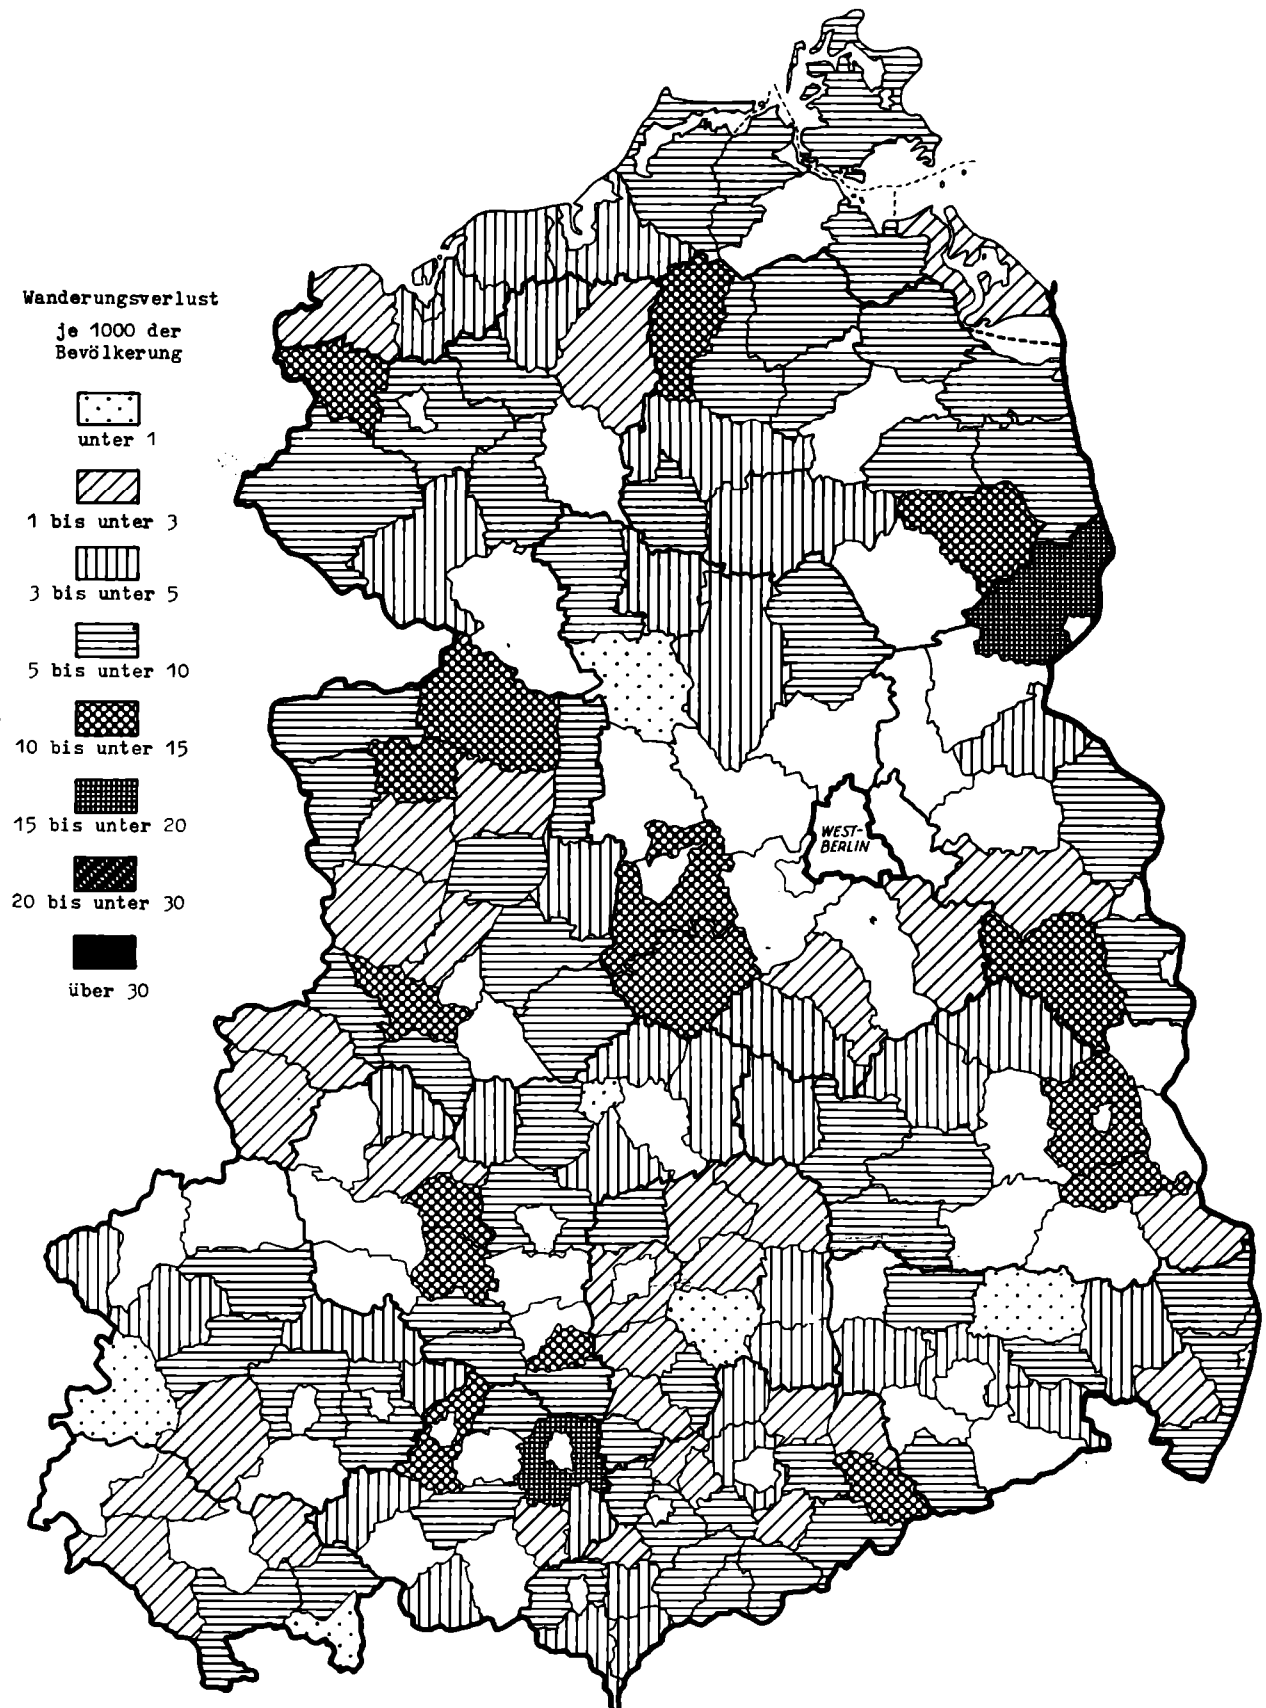 Wanderungsverlust
je 1000 der
Bevölkerung
unter 1
1 bis unter 3
3 bis unter 5
5 bis unter 10
10 bis unter 15
15 bis unter 20
20 bis unter 30
über 30
WEST-
BERLIN